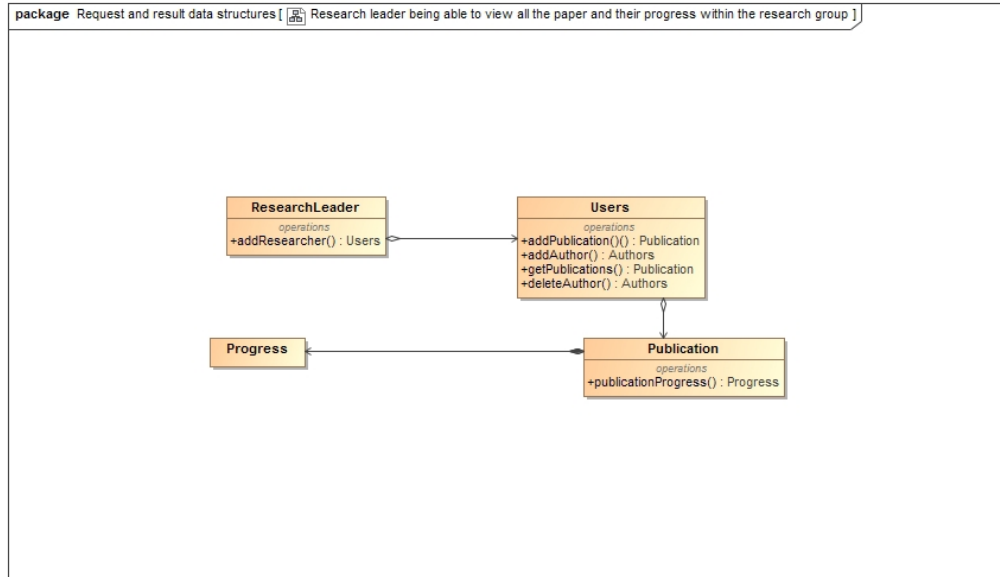 package Request and result data structures [ Research leader being able to view all the paper and their progress within the research group ]
ResearchLeader
operations
+addResearcher() : Users
Users
operations
+addPublication()() : Publication
+addAuthor() : Authors
+getPublications() : Publication
+deleteAuthor() : Authors
Progress
Publication
operations
+publicationProgress() : Progress